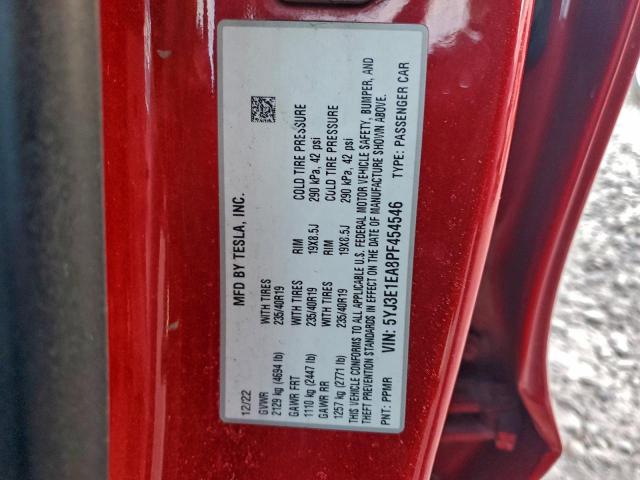 MFD BY TESLA, INC.
12/22
GVWR WITH TIRES
2129 kg (4694 lb) 235/40R19
GAWR FRT WITH TIRES RIM COLD TIRE PRESSURE
1110 kg (2447 lb) 235/40R19 19X8.5J 290 kPa, 42 psi
GAWR RR WITH TIRES RIM COLD TIRE PRESSURE
1257 kg (2771 lb) 235/40R19 19X8.5J 290 kPa, 42 psi
THIS VEHICLE CONFORMS TO ALL APPLICABLE U.S. FEDERAL MOTOR VEHICLE SAFETY, BUMPER, AND
THEFT PREVENTION STANDARDS IN EFFECT ON THE DATE OF MANUFACTURE SHOWN ABOVE.
VIN: 5YJ3E1EA8PF454546
PNT: PPMR TYPE: PASSENGER CAR